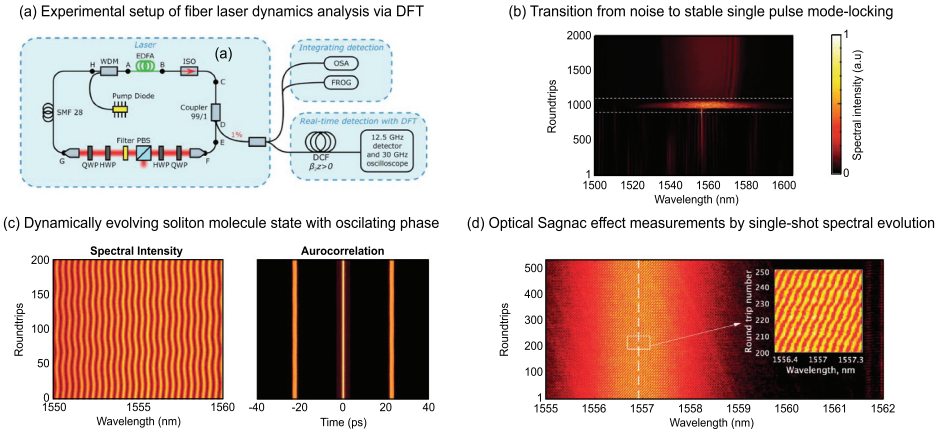 (a) Experimental setup of fiber laser dynamics analysis via DFT
Laser
(a)
H
WDM
A
EDFA
B
ISO
C
Pump Diode
SMF 28
Coupler
99/1
D
1%
E
Filter PBS
G
QWP
HWP
HWP
QWP
F
Integrating detection
OSA
FROG
Real-time detection with DFT
DCF
β₂z>0
12.5 GHz
detector
and 30 GHz
oscilloscope
(b) Transition from noise to stable single pulse mode-locking
Roundtrips
2000
1500
1000
500
1
1500
1520
1540
1560
1580
1600
Wavelength (nm)
1
0
Spectral intensity (a.u)
(c) Dynamically evolving soliton molecule state with oscilating phase
Spectral Intensity
Roundtrips
200
150
100
50
0
1550
1555
1560
Wavelength (nm)
Aurocorrelation
-40
-20
0
20
40
Time (ps)
(d) Optical Sagnac effect measurements by single-shot spectral evolution
Roundtrips
500
400
300
200
100
1
1555
1556
1557
1558
1559
1560
1561
1562
Wavelength (nm)
Round trip number
250
240
230
220
210
200
1556.4
1557
1557.3
Wavelength, nm